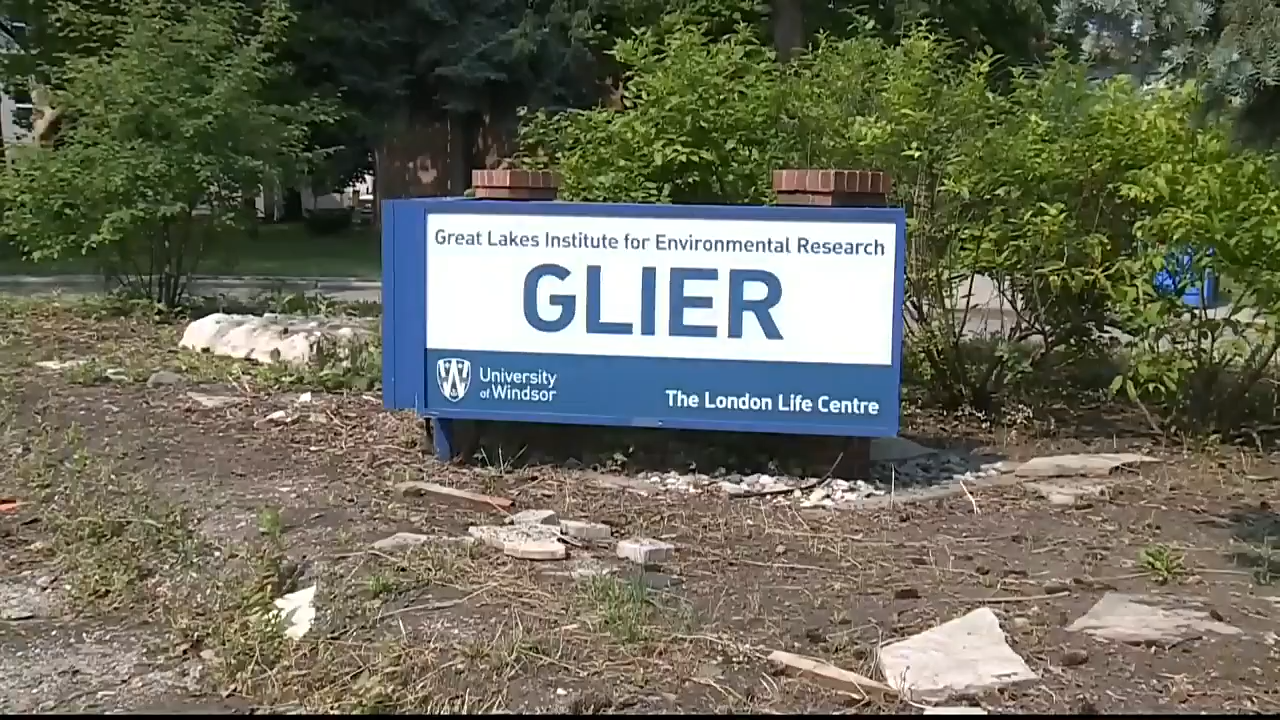 Great Lakes Institute for Environmental Research
GLIER
University
of Windsor
The London Life Centre